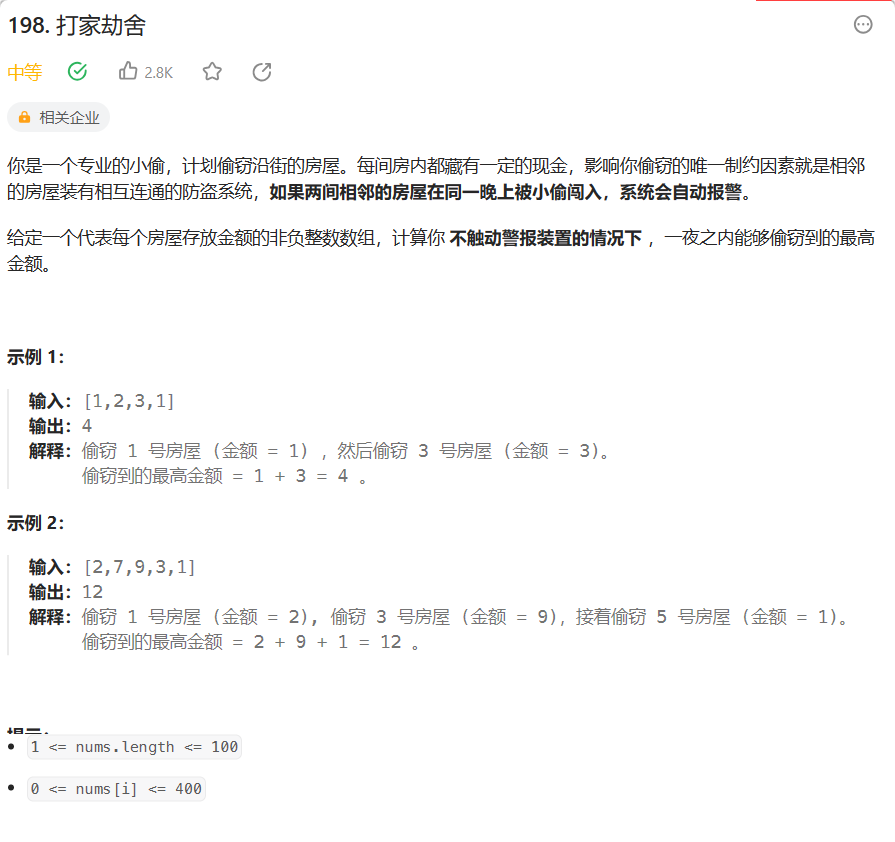 198. 打家劫舍
中等 2.8K
相关企业
你是一个专业的小偷，计划偷窃沿街的房屋。每间房内都藏有一定的现金，影响你偷窃的唯一制约因素就是相邻
的房屋装有相互连通的防盗系统，如果两间相邻的房屋在同一晚上被小偷闯入，系统会自动报警。
给定一个代表每个房屋存放金额的非负整数数组，计算你 不触动警报装置的情况下 ，一夜之内能够偷窃到的最高
金额。
示例 1：
输入：[1,2,3,1]
输出：4
解释：偷窃 1 号房屋 (金额 = 1) ，然后偷窃 3 号房屋 (金额 = 3)。
偷窃到的最高金额 = 1 + 3 = 4 。
示例 2：
输入：[2,7,9,3,1]
输出：12
解释：偷窃 1 号房屋 (金额 = 2), 偷窃 3 号房屋 (金额 = 9)，接着偷窃 5 号房屋 (金额 = 1)。
偷窃到的最高金额 = 2 + 9 + 1 = 12 。
提示：
1 <= nums.length <= 100
0 <= nums[i] <= 400